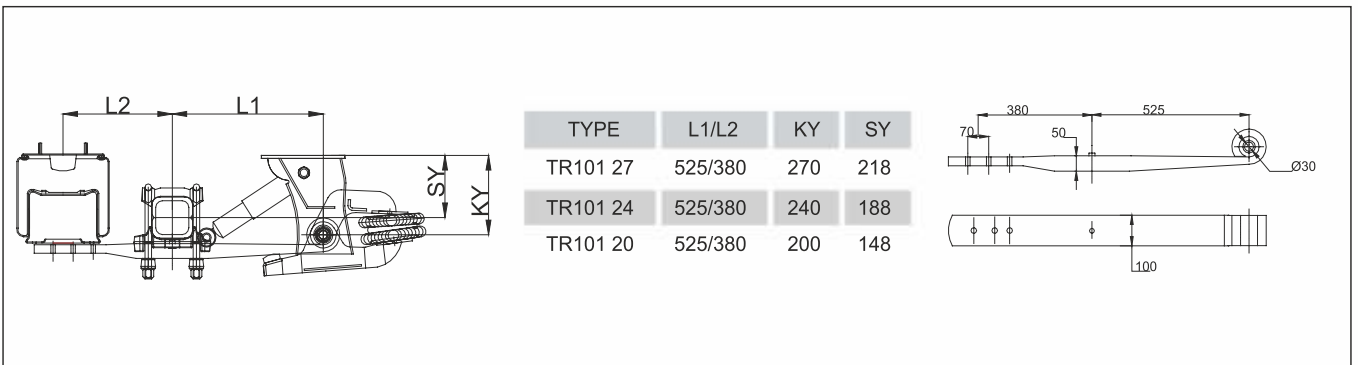 L2
L1
SY
KY
TYPE L1/L2 KY SY
TR101 27 525/380 270 218
TR101 24 525/380 240 188
TR101 20 525/380 200 148
380
525
70
50
Ø30
100